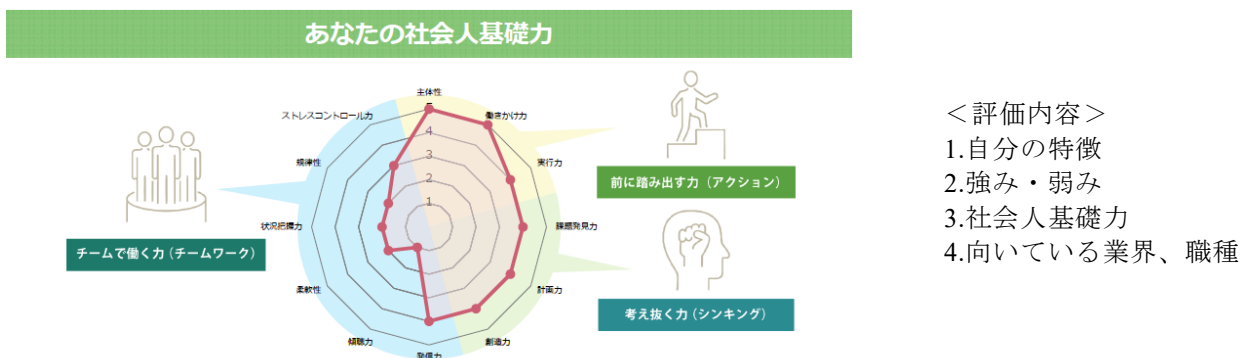 あなたの社会人基礎力
主体性
ストレスコントロール力
働きかけ力
5
4
3
2
1
規律性
実行力
前に踏み出す力（アクション）
状況把握力
課題発見力
チームで働く力（チームワーク）
柔軟性
計画力
考え抜く力（シンキング）
傾聴力
創造力
発信力
＜評価内容＞
1.自分の特徴
2.強み・弱み
3.社会人基礎力
4.向いている業界、職種